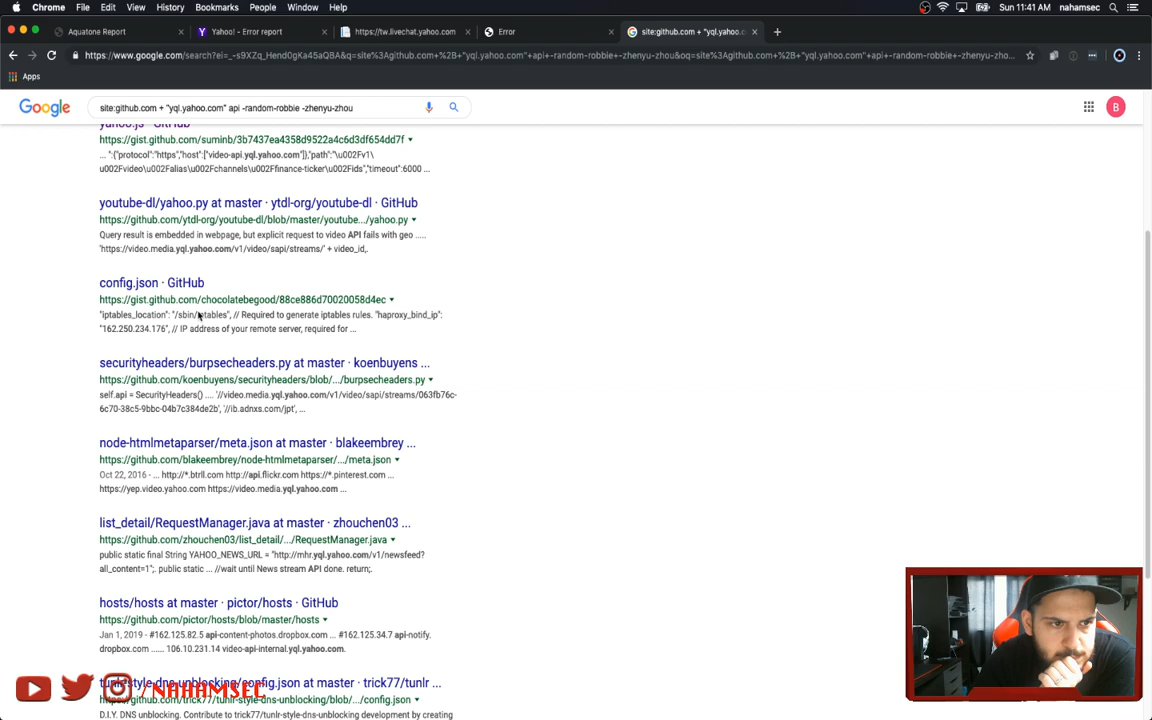 Chrome File Edit View History Bookmarks People Window Help Sun 11:41 AM nahamsec
Aquatone Report
Yahoo! - Error report
https://tw.livechat.yahoo.com
Error
site:github.com + "yql.yahoo.co
https://www.google.com/search?ei=_-s9XZq_HendOgKa45aQBA&q=site%3Agithub.com+%2B+"yql.yahoo.com"+api+-random-robbie+-zhenyu-zhou&oq=site%3Agithub.com+%2B+"yql.yahoo.com"+api+-random-robbie+-zhenyu-zho...
Apps
Google
site:github.com + "yql.yahoo.com" api -random-robbie -zhenyu-zhou
B
yahoo.js · GitHub
https://gist.github.com/suminb/3b7437ea4358d9522a4c6d3df654dd7f
... ":{"protocol":"https","host":["video-api.yql.yahoo.com"]},"path":"\u002Fv1\
u002Fvideo\u002Falias\u002Fchannels\u002Ffinance-ticker\u002Fids","timeout":6000 ...
youtube-dl/yahoo.py at master · ytdl-org/youtube-dl · GitHub
https://github.com/ytdl-org/youtube-dl/blob/master/youtube.../yahoo.py
Query result is embedded in webpage, but explicit request to video API fails with geo .....
'https://video.media.yql.yahoo.com/v1/video/sapi/streams/' + video_id,.
config.json · GitHub
https://gist.github.com/chocolatebegood/88ce886d70020058d4ec
"iptables_location": "/sbin/iptables", // Required to generate iptables rules. "haproxy_bind_ip":
"162.250.234.176", // IP address of your remote server, required for ...
securityheaders/burpsecheaders.py at master · koenbuyens ...
https://github.com/koenbuyens/securityheaders/blob/.../burpsecheaders.py
self.api = SecurityHeaders() .... '//video.media.yql.yahoo.com/v1/video/sapi/streams/063fb76c-
6c70-38c5-9bbc-04b7c384de2b', '//ib.adnxs.com/jpt', ...
node-htmlmetaparser/meta.json at master · blakeembrey ...
https://github.com/blakeembrey/node-htmlmetaparser/.../meta.json
Oct 22, 2016 - ... http://*.btrll.com http://api.flickr.com https://*.pinterest.com ...
https://yep.video.yahoo.com https://video.media.yql.yahoo.com ...
list_detail/RequestManager.java at master · zhouchen03 ...
https://github.com/zhouchen03/list_detail/.../RequestManager.java
public static final String YAHOO_NEWS_URL = "http://mhr.yql.yahoo.com/v1/newsfeed?
all_content=1";. public static ... //wait until News stream API done. return;.
hosts/hosts at master · pictor/hosts · GitHub
https://github.com/pictor/hosts/blob/master/hosts
Jan 1, 2019 - #162.125.82.5 api-content-photos.dropbox.com ... #162.125.34.7 api-notify.
dropbox.com ...... 106.10.231.14 video-api-internal.yql.yahoo.com.
tunlr-style-dns-unblocking/config.json at master · trick77/tunlr ...
/NAHAMSEC
https://github.com/trick77/tunlr-style-dns-unblocking/blob/.../config.json
D.I.Y. DNS unblocking. Contribute to trick77/tunlr-style-dns-unblocking development by creating